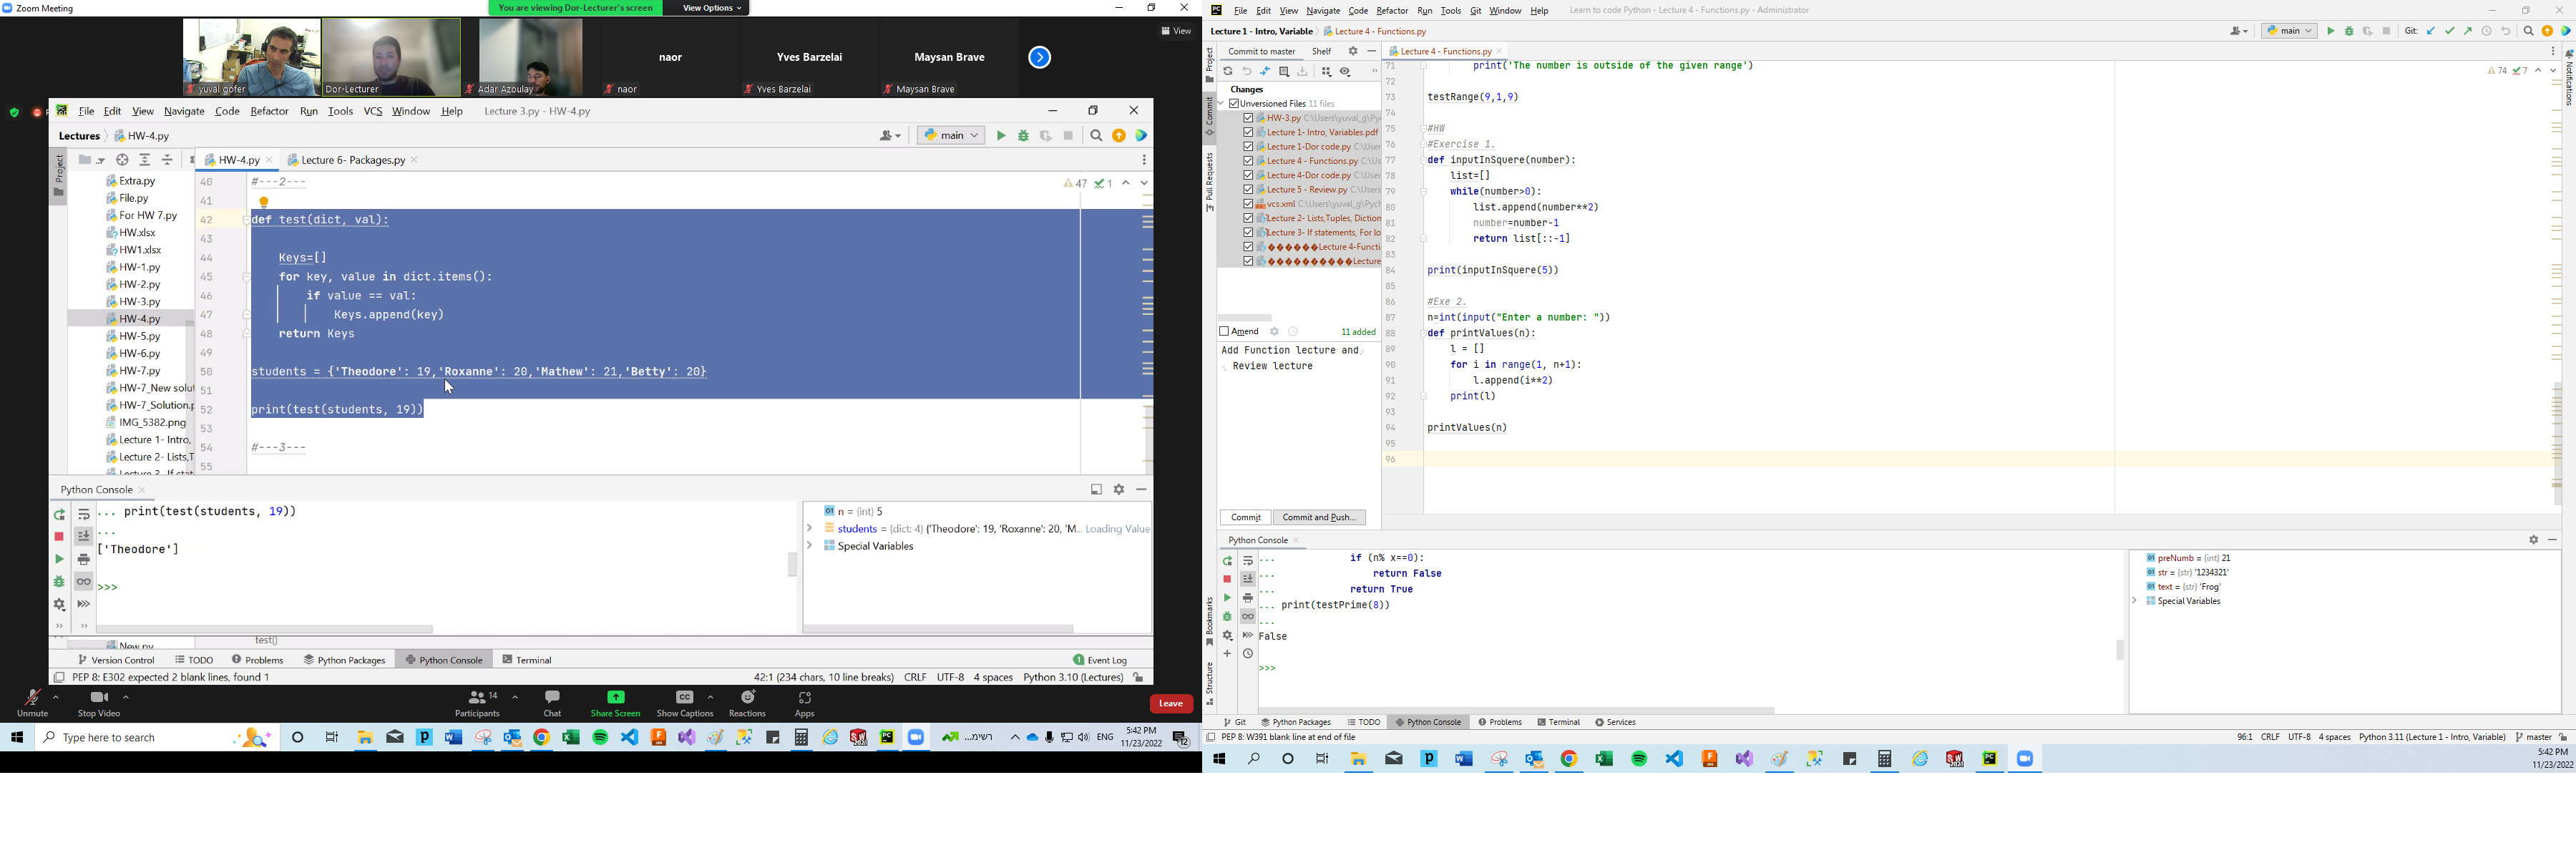 Zoom Meeting
You are viewing Dor-Lecturer's screen
View Options
View
naor
Yves Barzelai
Maysan Brave
yuval gofer
Dor-Lecturer
Adar Azoulay
naor
Yves Barzelai
Maysan Brave
File Edit View Navigate Code Refactor Run Tools VCS Window Help Lecture 3.py - HW-4.py
Lectures HW-4.py
main
Project
HW-4.py
Lecture 6- Packages.py
Extra.py
File.py
For HW 7.py
HW.xlsx
HW1.xlsx
HW-1.py
HW-2.py
HW-3.py
HW-4.py
HW-5.py
HW-6.py
HW-7.py
HW-7_New solut
HW-7_Solution.p
IMG_5382.png
Lecture 1- Intro,
Lecture 2- Lists,T
Lecture 3- If stat
47 1
40 #---2---
41
42 def test(dict, val):
43
44 Keys=[]
45 for key, value in dict.items():
46 if value == val:
47 Keys.append(key)
48 return Keys
49
50 students = {'Theodore': 19,'Roxanne': 20,'Mathew': 21,'Betty': 20}
51
52 print(test(students, 19))
53
54 #---3---
55
Python Console
... print(test(students, 19))
...
['Theodore']
>>>
n = {int} 5
students = {dict: 4} {'Theodore': 19, 'Roxanne': 20, 'M... Loading Value
Special Variables
New.py
test()
Version Control TODO Problems Python Packages Python Console Terminal 1 Event Log
PEP 8: E302 expected 2 blank lines, found 1
42:1 (234 chars, 10 line breaks) CRLF UTF-8 4 spaces Python 3.10 (Lectures)
Unmute
Stop Video
14
Participants
Chat
Share Screen
CC
Show Captions
Reactions
Apps
Leave
Type here to search
רשימ...
ENG
5:42 PM
11/23/2022
12
File Edit View Navigate Code Refactor Run Tools Git Window Help Learn to code Python - Lecture 4 - Functions.py - Administrator
Lecture 1 - Intro, Variable Lecture 4 - Functions.py
main
Git:
Project
Commit
Pull Requests
Bookmarks
Structure
Notifications
Commit to master Shelf
Changes
Unversioned Files 11 files
HW-3.py C:\Users\yuval_g\Pyc
Lecture 1- Intro, Variables.pdf
Lecture 1-Dor code.py C:\User
Lecture 4 - Functions.py C:\Us
Lecture 4-Dor code.py C:\User
Lecture 5 - Review.py C:\Users
vcs.xml C:\Users\yuval_g\Pych
Lecture 2- Lists,Tuples, Diction
Lecture 3- If statements, For lo
������Lecture 4-Functi
���������Lecture
Amend
11 added
Add Function lecture and
Review lecture
Commit
Commit and Push...
Lecture 4 - Functions.py
74 7
71 print('The number is outside of the given range')
72
73 testRange(9,1,9)
74
75 #HW
76 #Exercise 1.
77 def inputInSquere(number):
78 list=[]
79 while(number>0):
80 list.append(number**2)
81 number=number-1
82 return list[::-1]
83
84 print(inputInSquere(5))
85
86 #Exe 2.
87 n=int(input("Enter a number: "))
88 def printValues(n):
89 l = []
90 for i in range(1, n+1):
91 l.append(i**2)
92 print(l)
93
94 printValues(n)
95
96
Python Console
... if (n% x==0):
... return False
... return True
... print(testPrime(8))
...
False
>>>
preNumb = {int} 21
str = {str} '1234321'
text = {str} 'Frog'
Special Variables
Git Python Packages TODO Python Console Problems Terminal Services
PEP 8: W391 blank line at end of file
96:1 CRLF UTF-8 4 spaces Python 3.11 (Lecture 1 - Intro, Variable) master
5:42 PM
11/23/2022